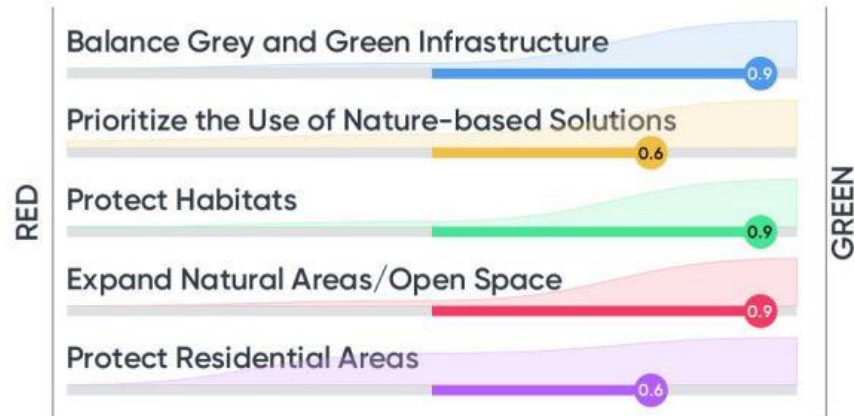 Balance Grey and Green Infrastructure
0.9
Prioritize the Use of Nature-based Solutions
0.6
RED
Protect Habitats
0.9
GREEN
Expand Natural Areas/Open Space
0.9
Protect Residential Areas
0.6